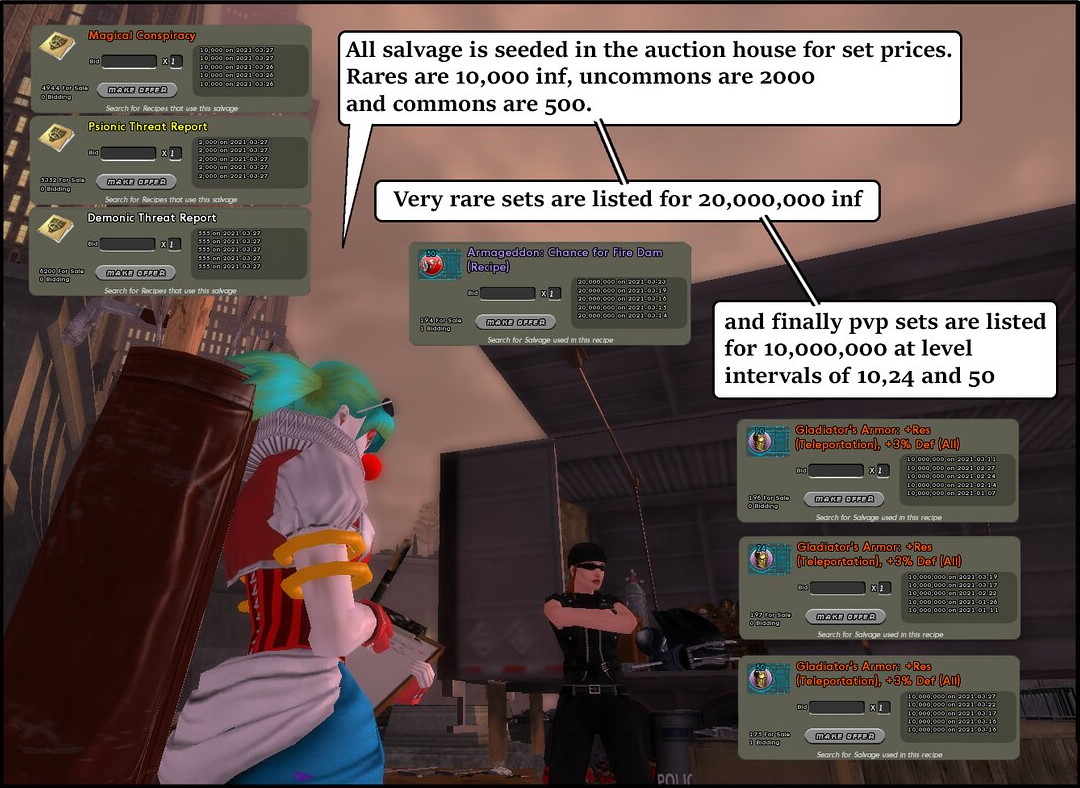 Magical Conspiracy
Bid X 1
10,000 on 2021-03-27
10,000 on 2021-03-27
10,000 on 2021-03-26
10,000 on 2021-03-26
10,000 on 2021-03-26
4944 For Sale
0 Bidding
MAKE OFFER
Search for Recipes that use this salvage
Psionic Threat Report
Bid X 1
2,000 on 2021-03-27
2,000 on 2021-03-27
2,000 on 2021-03-27
2,000 on 2021-03-27
2,000 on 2021-03-27
5332 For Sale
0 Bidding
MAKE OFFER
Search for Recipes that use this salvage
Demonic Threat Report
Bid X 1
555 on 2021-03-27
555 on 2021-03-27
555 on 2021-03-27
555 on 2021-03-27
555 on 2021-03-27
6200 For Sale
0 Bidding
MAKE OFFER
Search for Recipes that use this salvage
All salvage is seeded in the auction house for set prices.
Rares are 10,000 inf, uncommons are 2000
and commons are 500.
Very rare sets are listed for 20,000,000 inf
Armageddon: Chance for Fire Dam
(Recipe)
Bid X 1
20,000,000 on 2021-03-23
20,000,000 on 2021-03-19
20,000,000 on 2021-03-16
20,000,000 on 2021-03-15
20,000,000 on 2021-03-14
194 For Sale
1 Bidding
MAKE OFFER
Search for Salvage used in this recipe
and finally pvp sets are listed
for 10,000,000 at level
intervals of 10,24 and 50
10
Gladiator's Armor: +Res
(Teleportation), +3% Def (All)
Bid X 1
10,000,000 on 2021-03-11
10,000,000 on 2021-02-27
10,000,000 on 2021-02-24
10,000,000 on 2021-02-14
10,000,000 on 2021-01-07
196 For Sale
0 Bidding
MAKE OFFER
Search for Salvage used in this recipe
24
Gladiator's Armor: +Res
(Teleportation), +3% Def (All)
Bid X 1
10,000,000 on 2021-03-19
10,000,000 on 2021-03-17
10,000,000 on 2021-02-22
10,000,000 on 2021-01-26
10,000,000 on 2021-01-11
197 For Sale
0 Bidding
MAKE OFFER
Search for Salvage used in this recipe
50
Gladiator's Armor: +Res
(Teleportation), +3% Def (All)
Bid X 1
10,000,000 on 2021-03-27
10,000,000 on 2021-03-22
10,000,000 on 2021-03-17
10,000,000 on 2021-03-16
10,000,000 on 2021-03-16
175 For Sale
1 Bidding
MAKE OFFER
Search for Salvage used in this recipe
POLIC